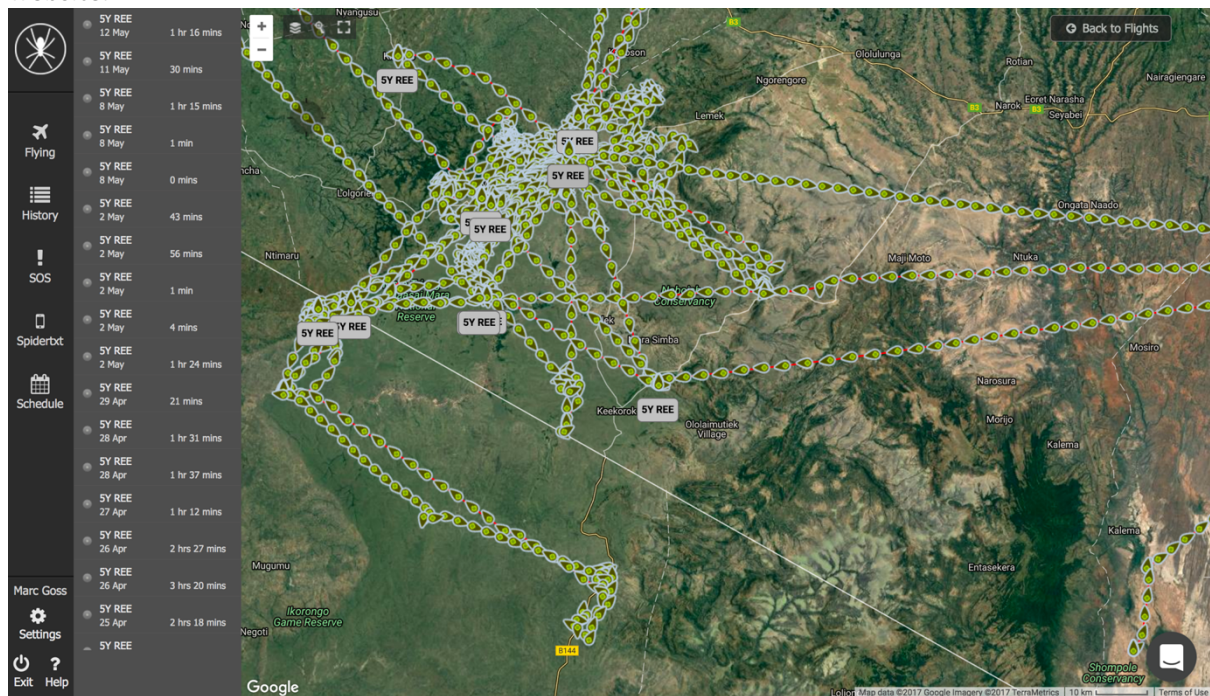 5Y REE
12 May 1 hr 16 mins
5Y REE
11 May 30 mins
5Y REE
8 May 1 hr 15 mins
5Y REE
8 May 1 min
5Y REE
8 May 0 mins
5Y REE
2 May 43 mins
5Y REE
2 May 56 mins
5Y REE
2 May 1 min
5Y REE
2 May 4 mins
5Y REE
2 May 1 hr 24 mins
5Y REE
29 Apr 21 mins
5Y REE
28 Apr 1 hr 31 mins
5Y REE
28 Apr 1 hr 37 mins
5Y REE
27 Apr 1 hr 12 mins
5Y REE
26 Apr 2 hrs 27 mins
5Y REE
26 Apr 3 hrs 20 mins
5Y REE
25 Apr 2 hrs 18 mins
5Y REE
Flying
History
SOS
Spidertxt
Schedule
Marc Goss
Settings
Exit
Help
+
−
Back to Flights
Nyangusu
B3
Ololulunga
Rotian
Nairagiengare
Ngorengore
5Y REE
Narok
B3
B3
Eoret Narasha
Seyabei
Lemek
5Y REE
5Y REE
Ongata Naado
5Y REE
Ntimaru
Maji Moto
Ntuka
Conservancy
Reserve
5Y REE
5Y REE
5Y REE
Mosiro
Narosura
Keekorok
5Y REE
Morijo
Ololaimutiek
Village
Kalema
Kalema
Mugumu
Entasekera
Ikorongo
Game Reserve
Negoti
B144
Shompole
Conservancy
Google
Map data ©2017 Google Imagery ©2017 TerraMetrics
10 km
Terms of Use